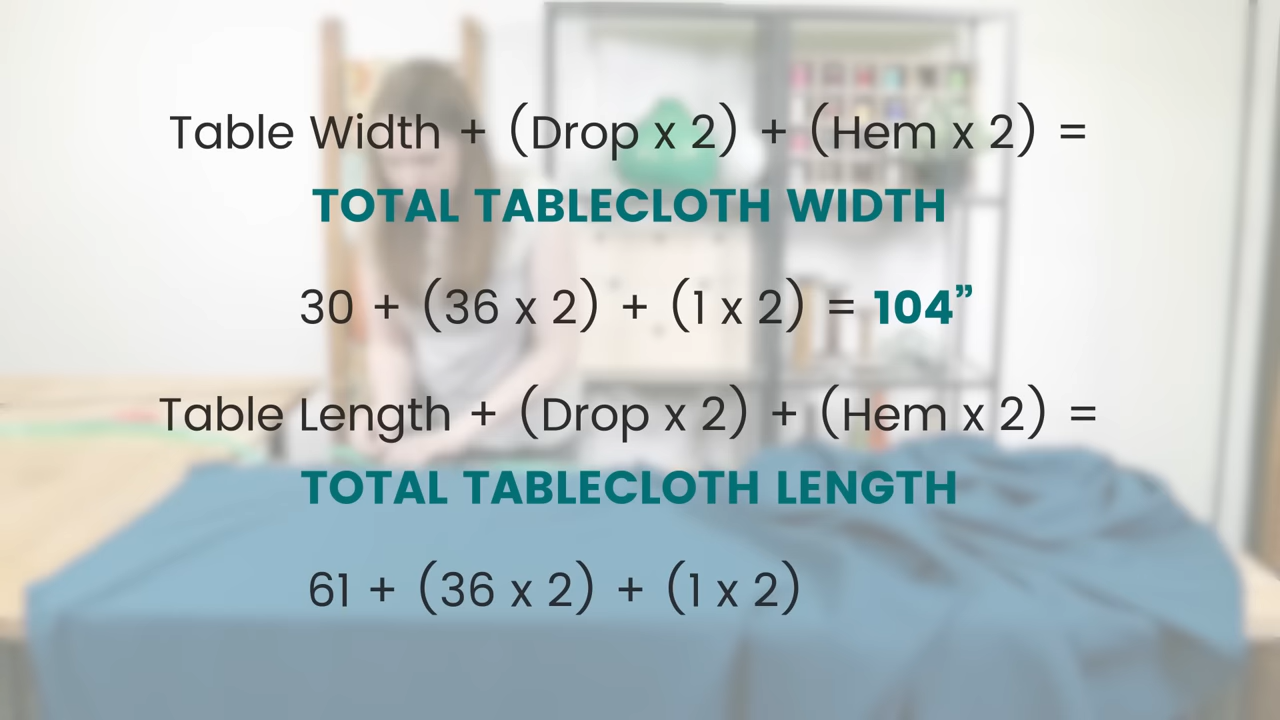 Table Width + (Drop x 2) + (Hem x 2) =
TOTAL TABLECLOTH WIDTH
30 + (36 x 2) + (1 x 2) = 104”
Table Length + (Drop x 2) + (Hem x 2) =
TOTAL TABLECLOTH LENGTH
61 + (36 x 2) + (1 x 2)